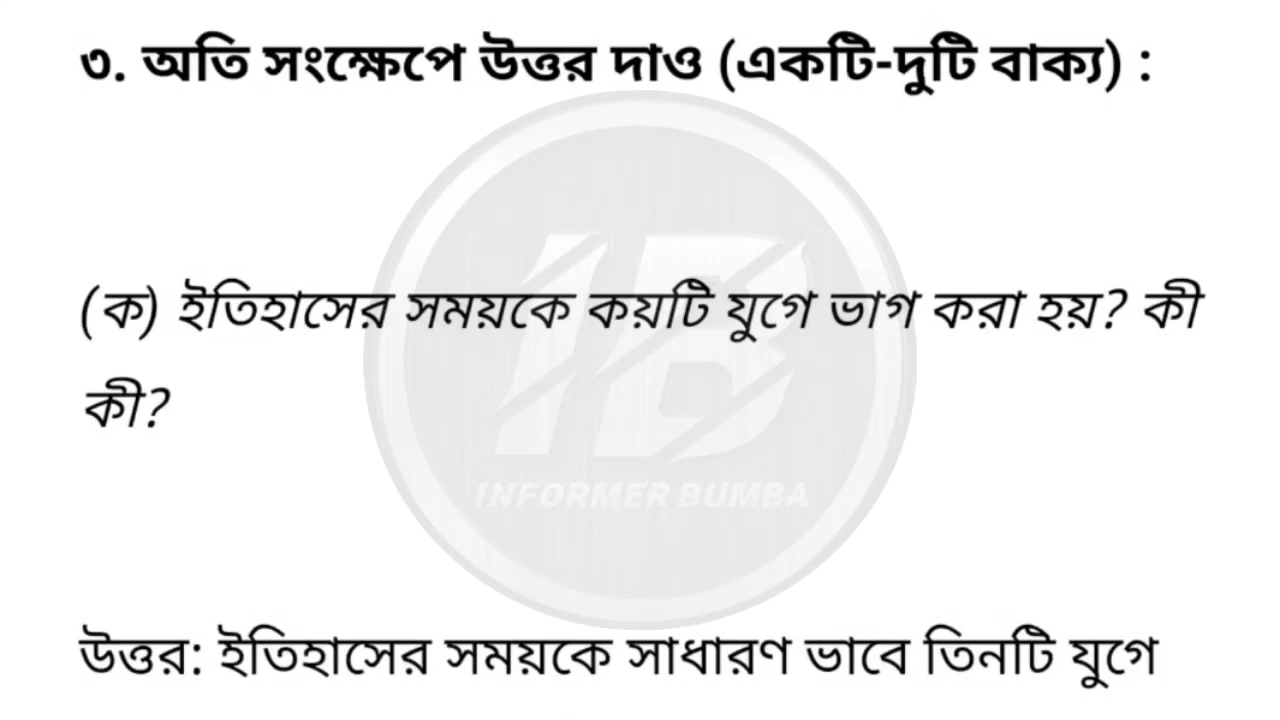 ৩. অতি সংক্ষেপে উত্তর দাও (একটি-দুটি বাক্য) :
(ক) ইতিহাসের সময়কে কয়টি যুগে ভাগ করা হয়? কী
কী?
INFORMER BUMBA
উত্তর: ইতিহাসের সময়কে সাধারণ ভাবে তিনটি যুগে